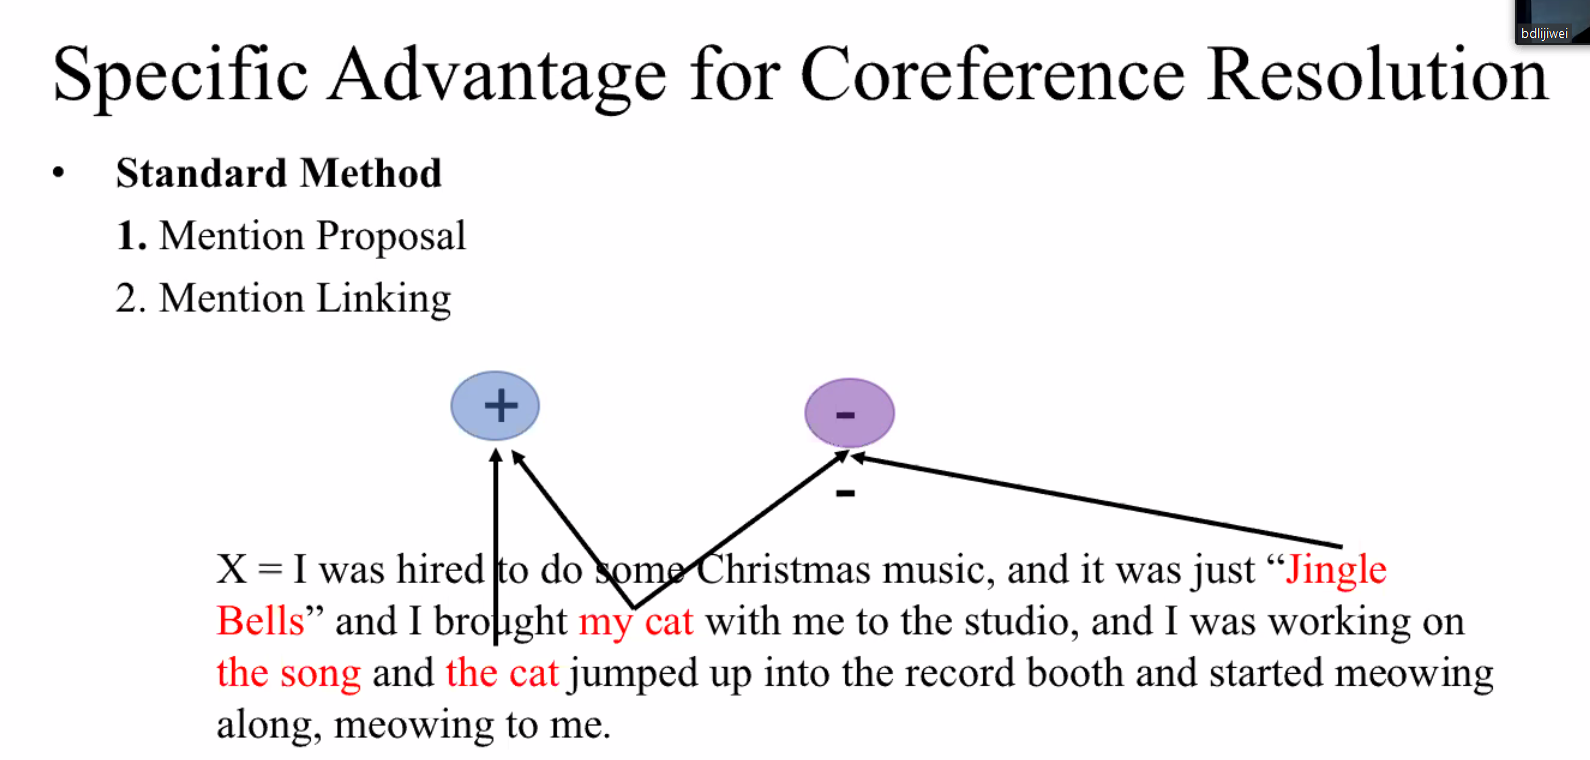 bdlijiwei
Specific Advantage for Coreference Resolution
• Standard Method
1. Mention Proposal
2. Mention Linking
+ -
-
X = I was hired to do some Christmas music, and it was just “Jingle
Bells” and I brought my cat with me to the studio, and I was working on
the song and the cat jumped up into the record booth and started meowing
along, meowing to me.